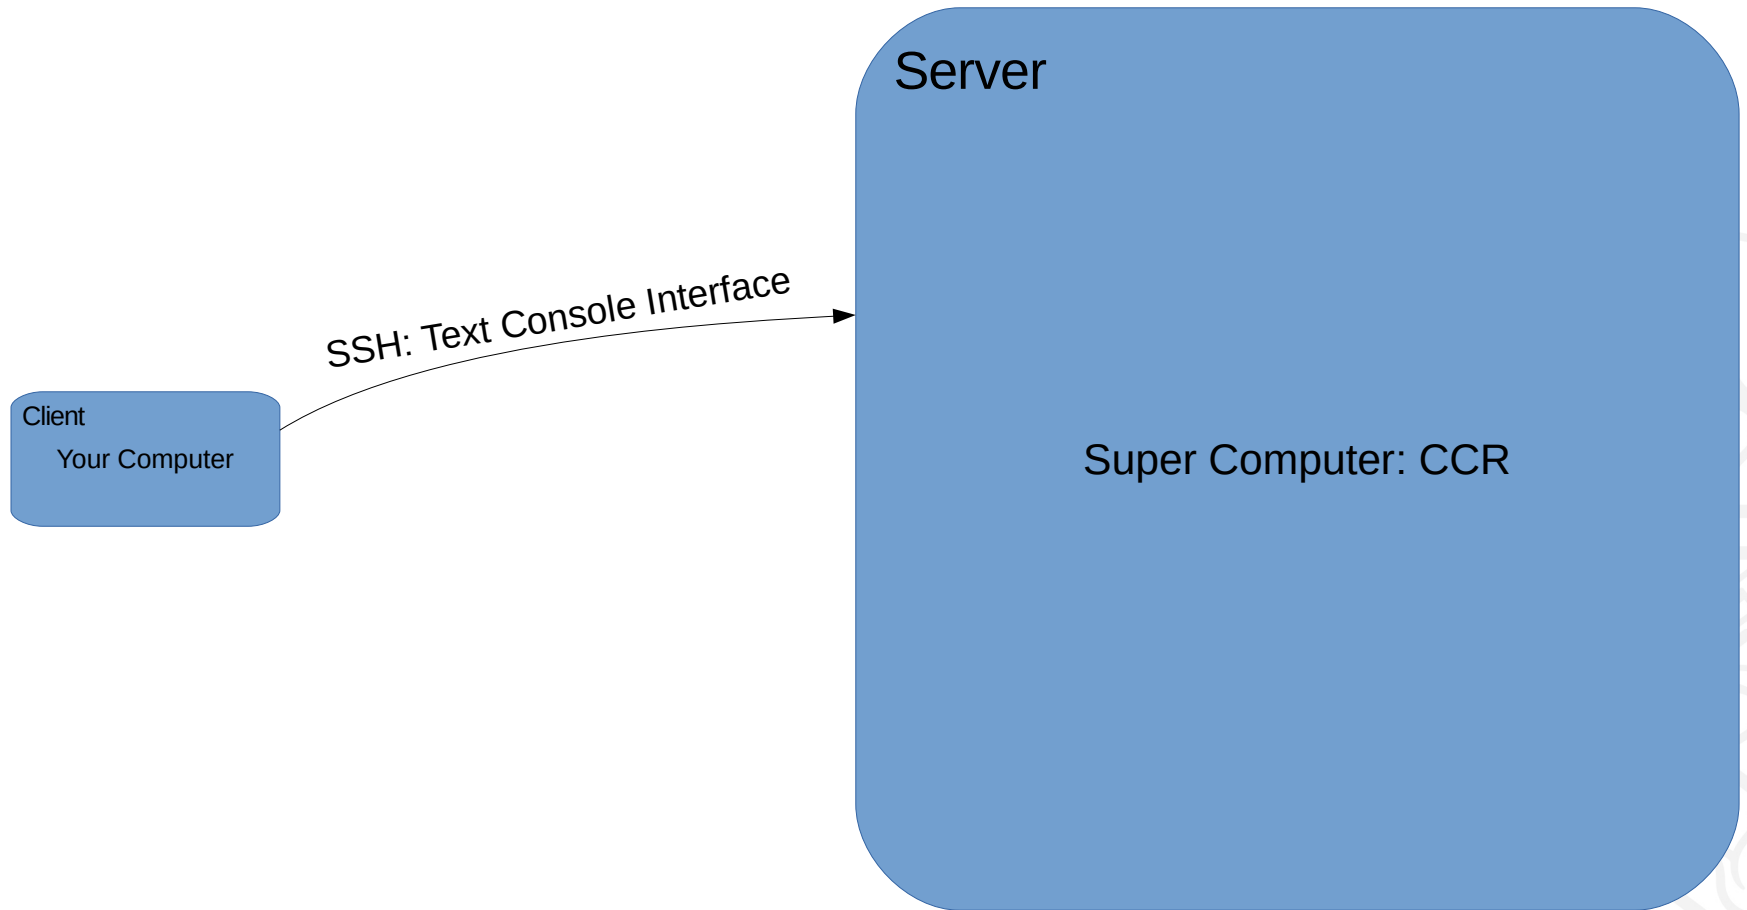 Server
SSH: Text Console Interface
Client
Your Computer
Super Computer: CCR